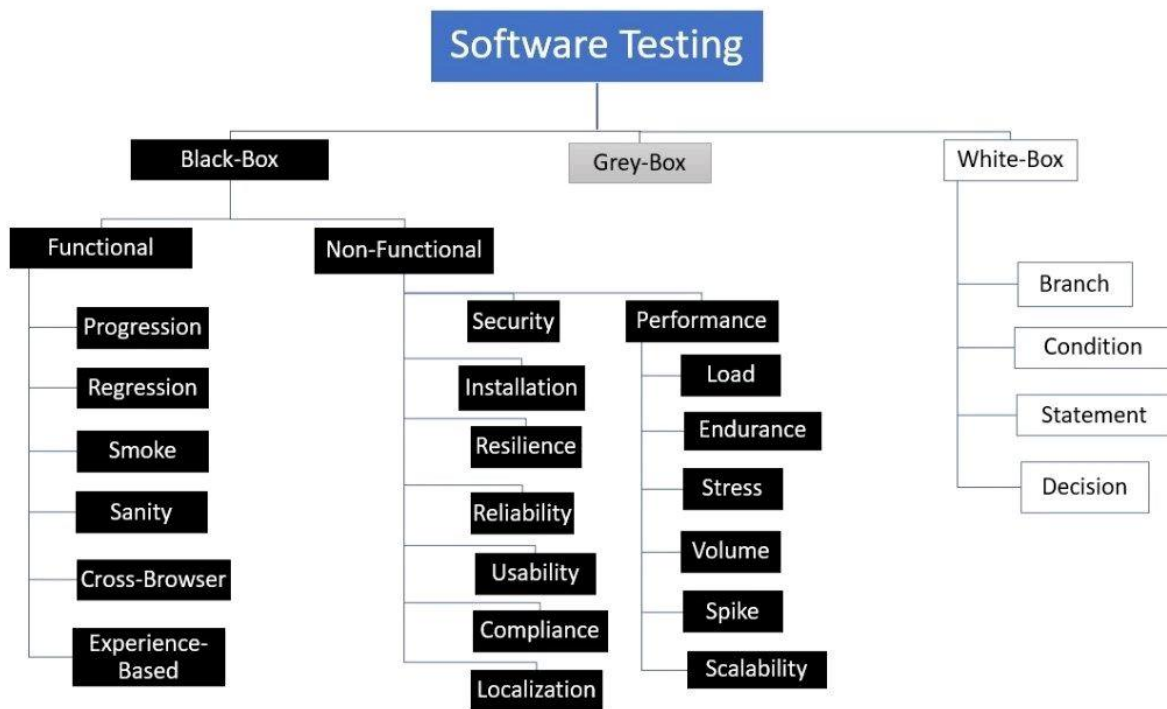 Software Testing
Black-Box
Grey-Box
White-Box
Functional
Non-Functional
Progression
Regression
Smoke
Sanity
Cross-Browser
Experience-
Based
Security
Installation
Resilience
Reliability
Usability
Compliance
Localization
Performance
Load
Endurance
Stress
Volume
Spike
Scalability
Branch
Condition
Statement
Decision